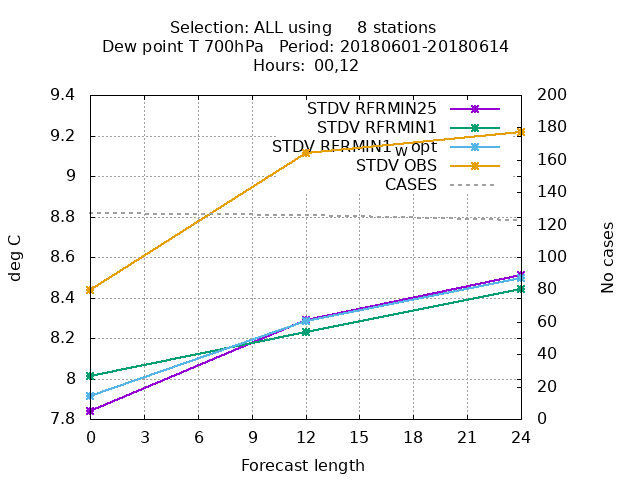 Selection: ALL using 8 stations
Dew point T 700hPa Period: 20180601-20180614
Hours: 00,12
9.4
9.2
9
8.8
8.6
8.4
8.2
8
7.8
deg C
STDV RFRMIN25
STDV RFRMIN1
STDV RFRMIN1wopt
STDV OBS
CASES
200
180
160
140
120
100
80
60
40
20
0
No cases
0 3 6 9 12 15 18 21 24
Forecast length